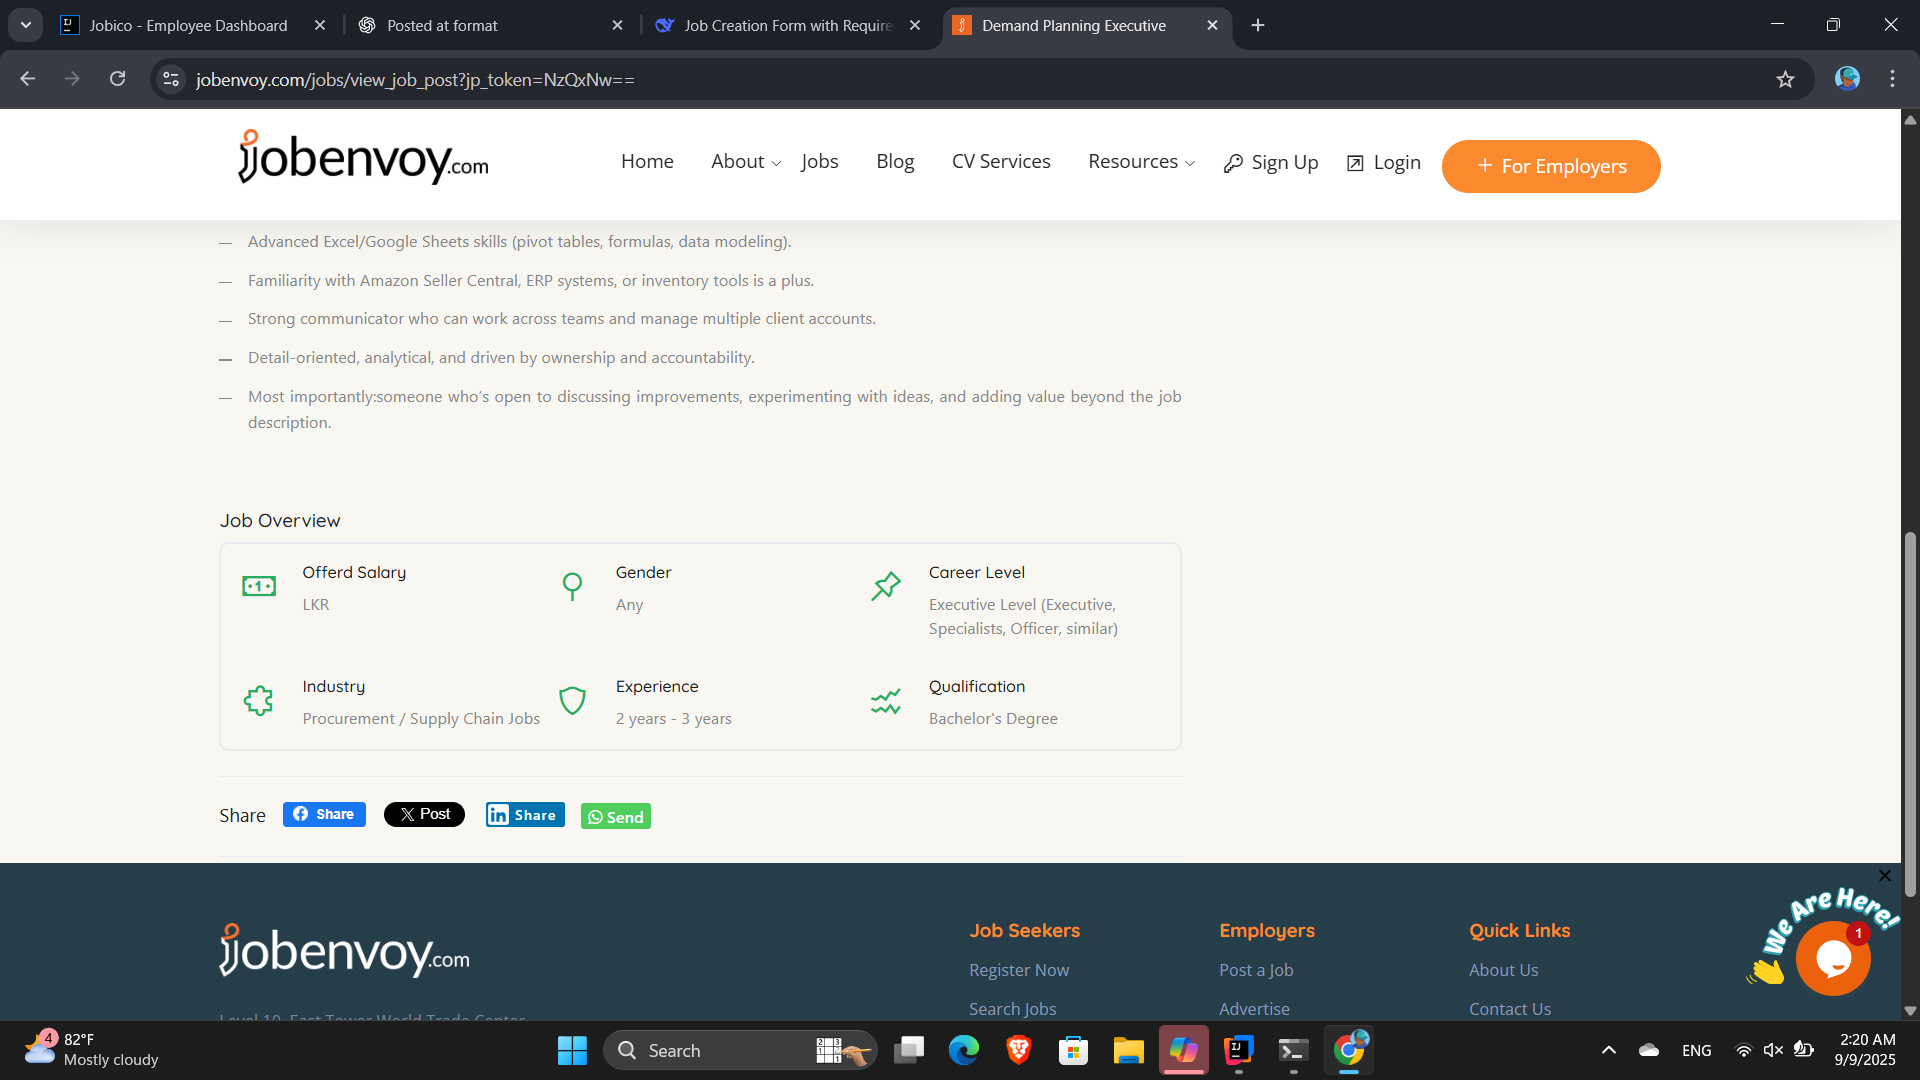 Jobico - Employee Dashboard
Posted at format
Job Creation Form with Require
Demand Planning Executive
jobenvoy.com/jobs/view_job_post?jp_token=NzQxNw==
jobenvoy.com
Home
About
Jobs
Blog
CV Services
Resources
Sign Up
Login
+ For Employers
— Advanced Excel/Google Sheets skills (pivot tables, formulas, data modeling).
— Familiarity with Amazon Seller Central, ERP systems, or inventory tools is a plus.
— Strong communicator who can work across teams and manage multiple client accounts.
— Detail-oriented, analytical, and driven by ownership and accountability.
— Most importantly:someone who's open to discussing improvements, experimenting with ideas, and adding value beyond the job
description.
Job Overview
Offerd Salary
LKR
Gender
Any
Career Level
Executive Level (Executive,
Specialists, Officer, similar)
Industry
Procurement / Supply Chain Jobs
Experience
2 years - 3 years
Qualification
Bachelor's Degree
Share
Share
Post
in Share
Send
jobenvoy.com
Level 10, East Tower World Trade Center
Job Seekers
Register Now
Search Jobs
Employers
Post a Job
Advertise
Quick Links
About Us
Contact Us
We Are Here!
1
4
82°F
Mostly cloudy
Search
ENG
2:20 AM
9/9/2025